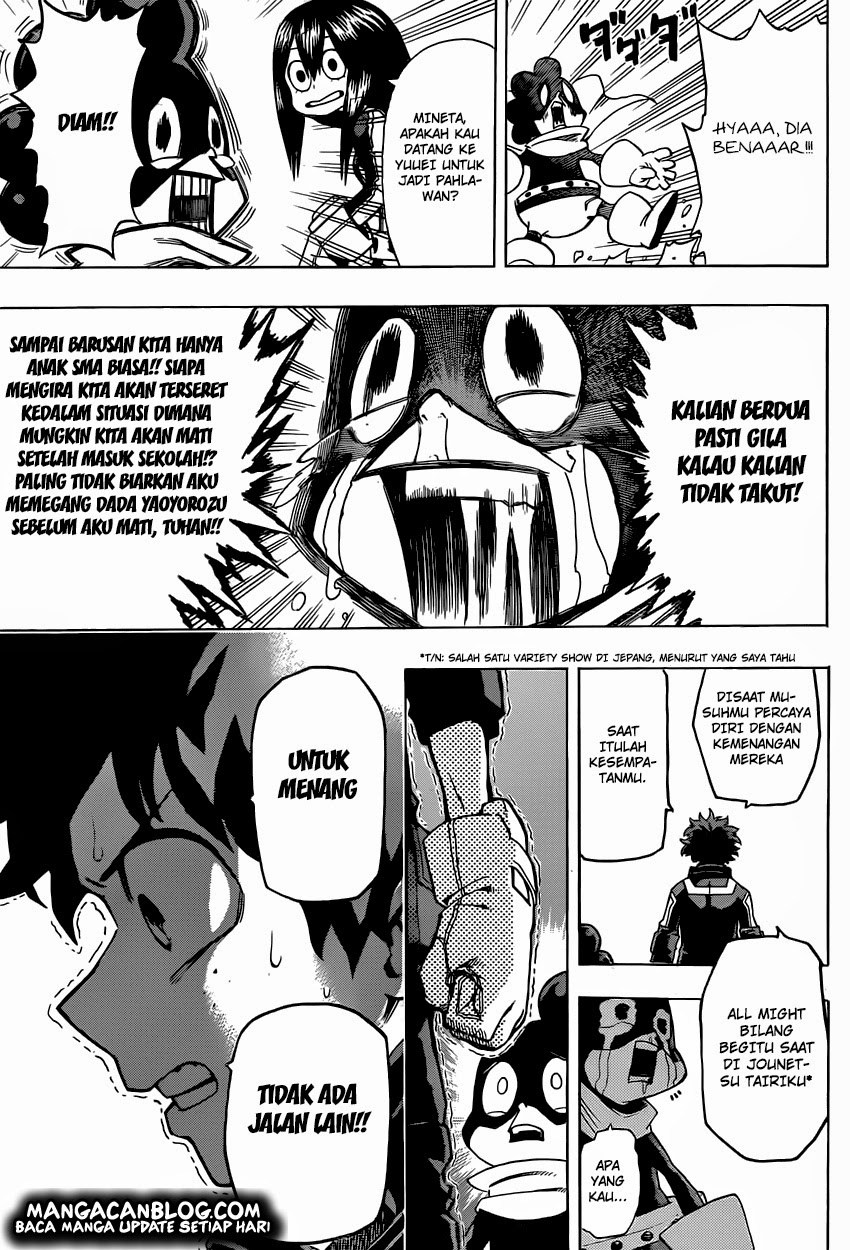 ダダダ
HYAAA, DIA
BENAAAR!!!
MINETA,
APAKAH KAU
DATANG KE
YUUEI UNTUK
JADI PAHLA-
WAN?
DIAM!!
KALIAN BERDUA
PASTI GILA
KALAU KALIAN
TIDAK TAKUT!
SAMPAI BARUSAN KITA HANYA
ANAK SMA BIASA!! SIAPA
MENGIRA KITA AKAN TERSERET
KEDALAM SITUASI DIMANA
MUNGKIN KITA AKAN MATI
SETELAH MASUK SEKOLAH!?
PALING TIDAK BIARKAN AKU
MEMEGANG DADA YAOYOROZU
SEBELUM AKU MATI, TUHAN!!
*T/N: SALAH SATU VARIETY SHOW DI JEPANG, MENURUT YANG SAYA TAHU
DISAAT MU-
SUHMU PERCAYA
DIRI DENGAN
KEMENANGAN
MEREKA
SAAT
ITULAH
KESEMPA-
TANMU.
ALL MIGHT
BILANG
BEGITU SAAT
DI JOUNET-
SU TAIRIKU*
APA
YANG
KAU...
UNTUK
MENANG
TIDAK ADA
JALAN LAIN!!
MANGACANBLOG.COM
BACA MANGA UPDATE SETIAP HARI